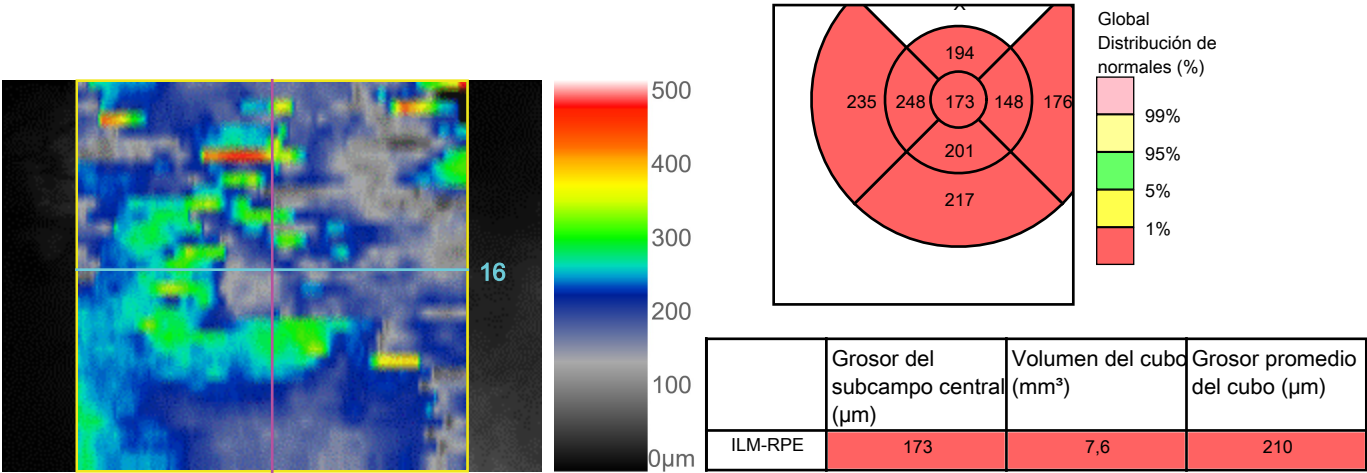 500
400
300
200
100
0µm
16
X
194
235
248
173
148
176
201
217
Global
Distribución de
normales (%)
99%
95%
5%
1%
Grosor del
subcampo central
(µm)
Volumen del cubo
(mm³)
Grosor promedio
del cubo (µm)
ILM-RPE
173
7,6
210